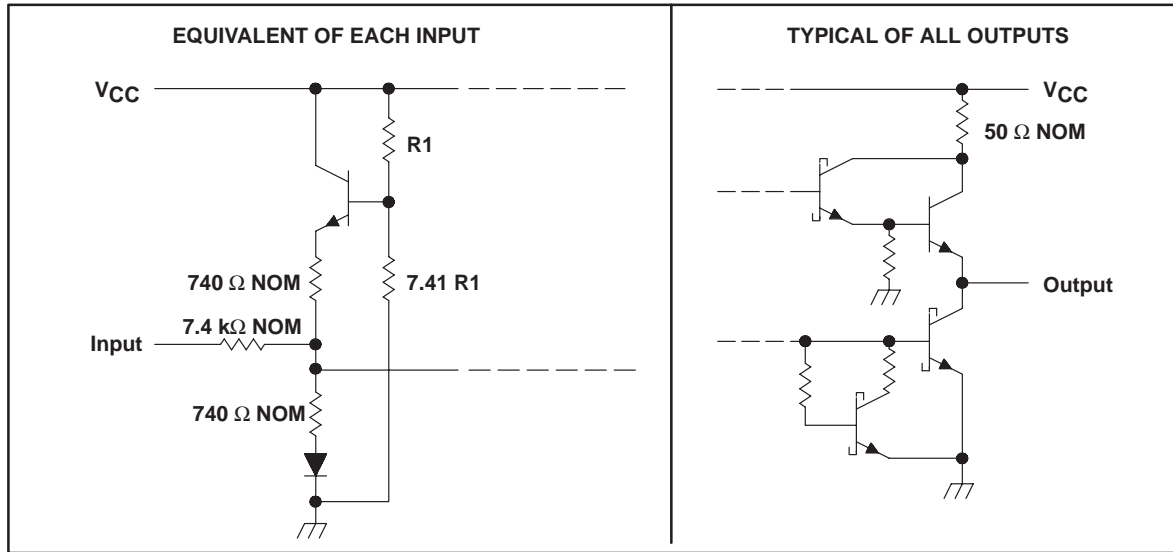 EQUIVALENT OF EACH INPUT
VCC
R1
740 Ω NOM
7.41 R1
7.4 kΩ NOM
Input
740 Ω NOM
TYPICAL OF ALL OUTPUTS
VCC
50 Ω NOM
Output